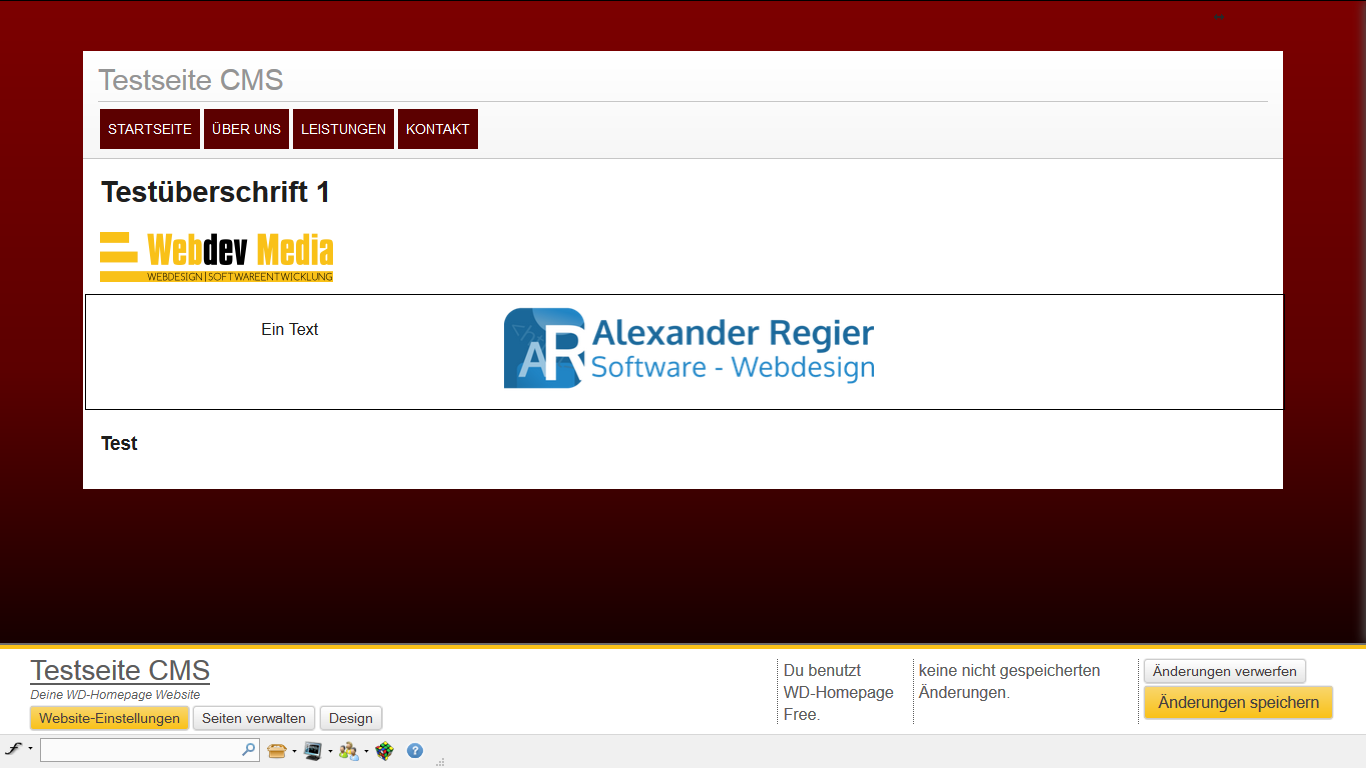 Testseite CMS
STARTSEITE ÜBER UNS LEISTUNGEN KONTAKT
Testüberschrift 1
Webdev Media
WEBDESIGN|SOFTWAREENTWICKLUNG
Ein Text
AR
Alexander Regier
Software - Webdesign
Test
Testseite CMS
Deine WD-Homepage Website
Website-Einstellungen Seiten verwalten Design
Du benutzt
WD-Homepage
Free.
keine nicht gespeicherten
Änderungen.
Änderungen verwerfen
Änderungen speichern